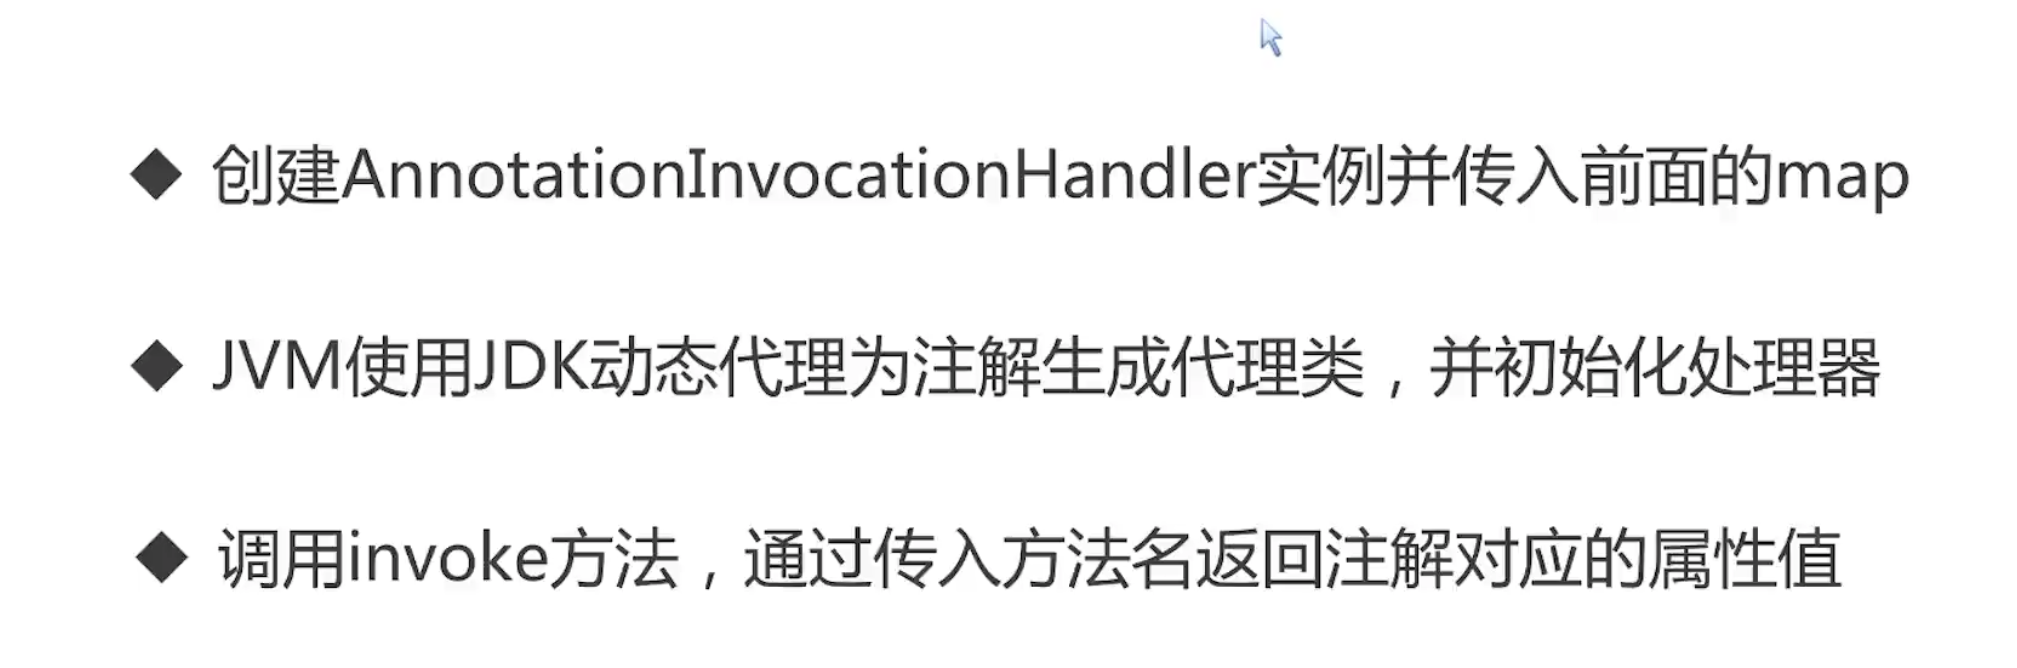 ◆ 创建AnnotationInvocationHandler实例并传入前面的map
◆ JVM使用JDK动态代理为注解生成代理类，并初始化处理器
◆ 调用invoke方法，通过传入方法名返回注解对应的属性值